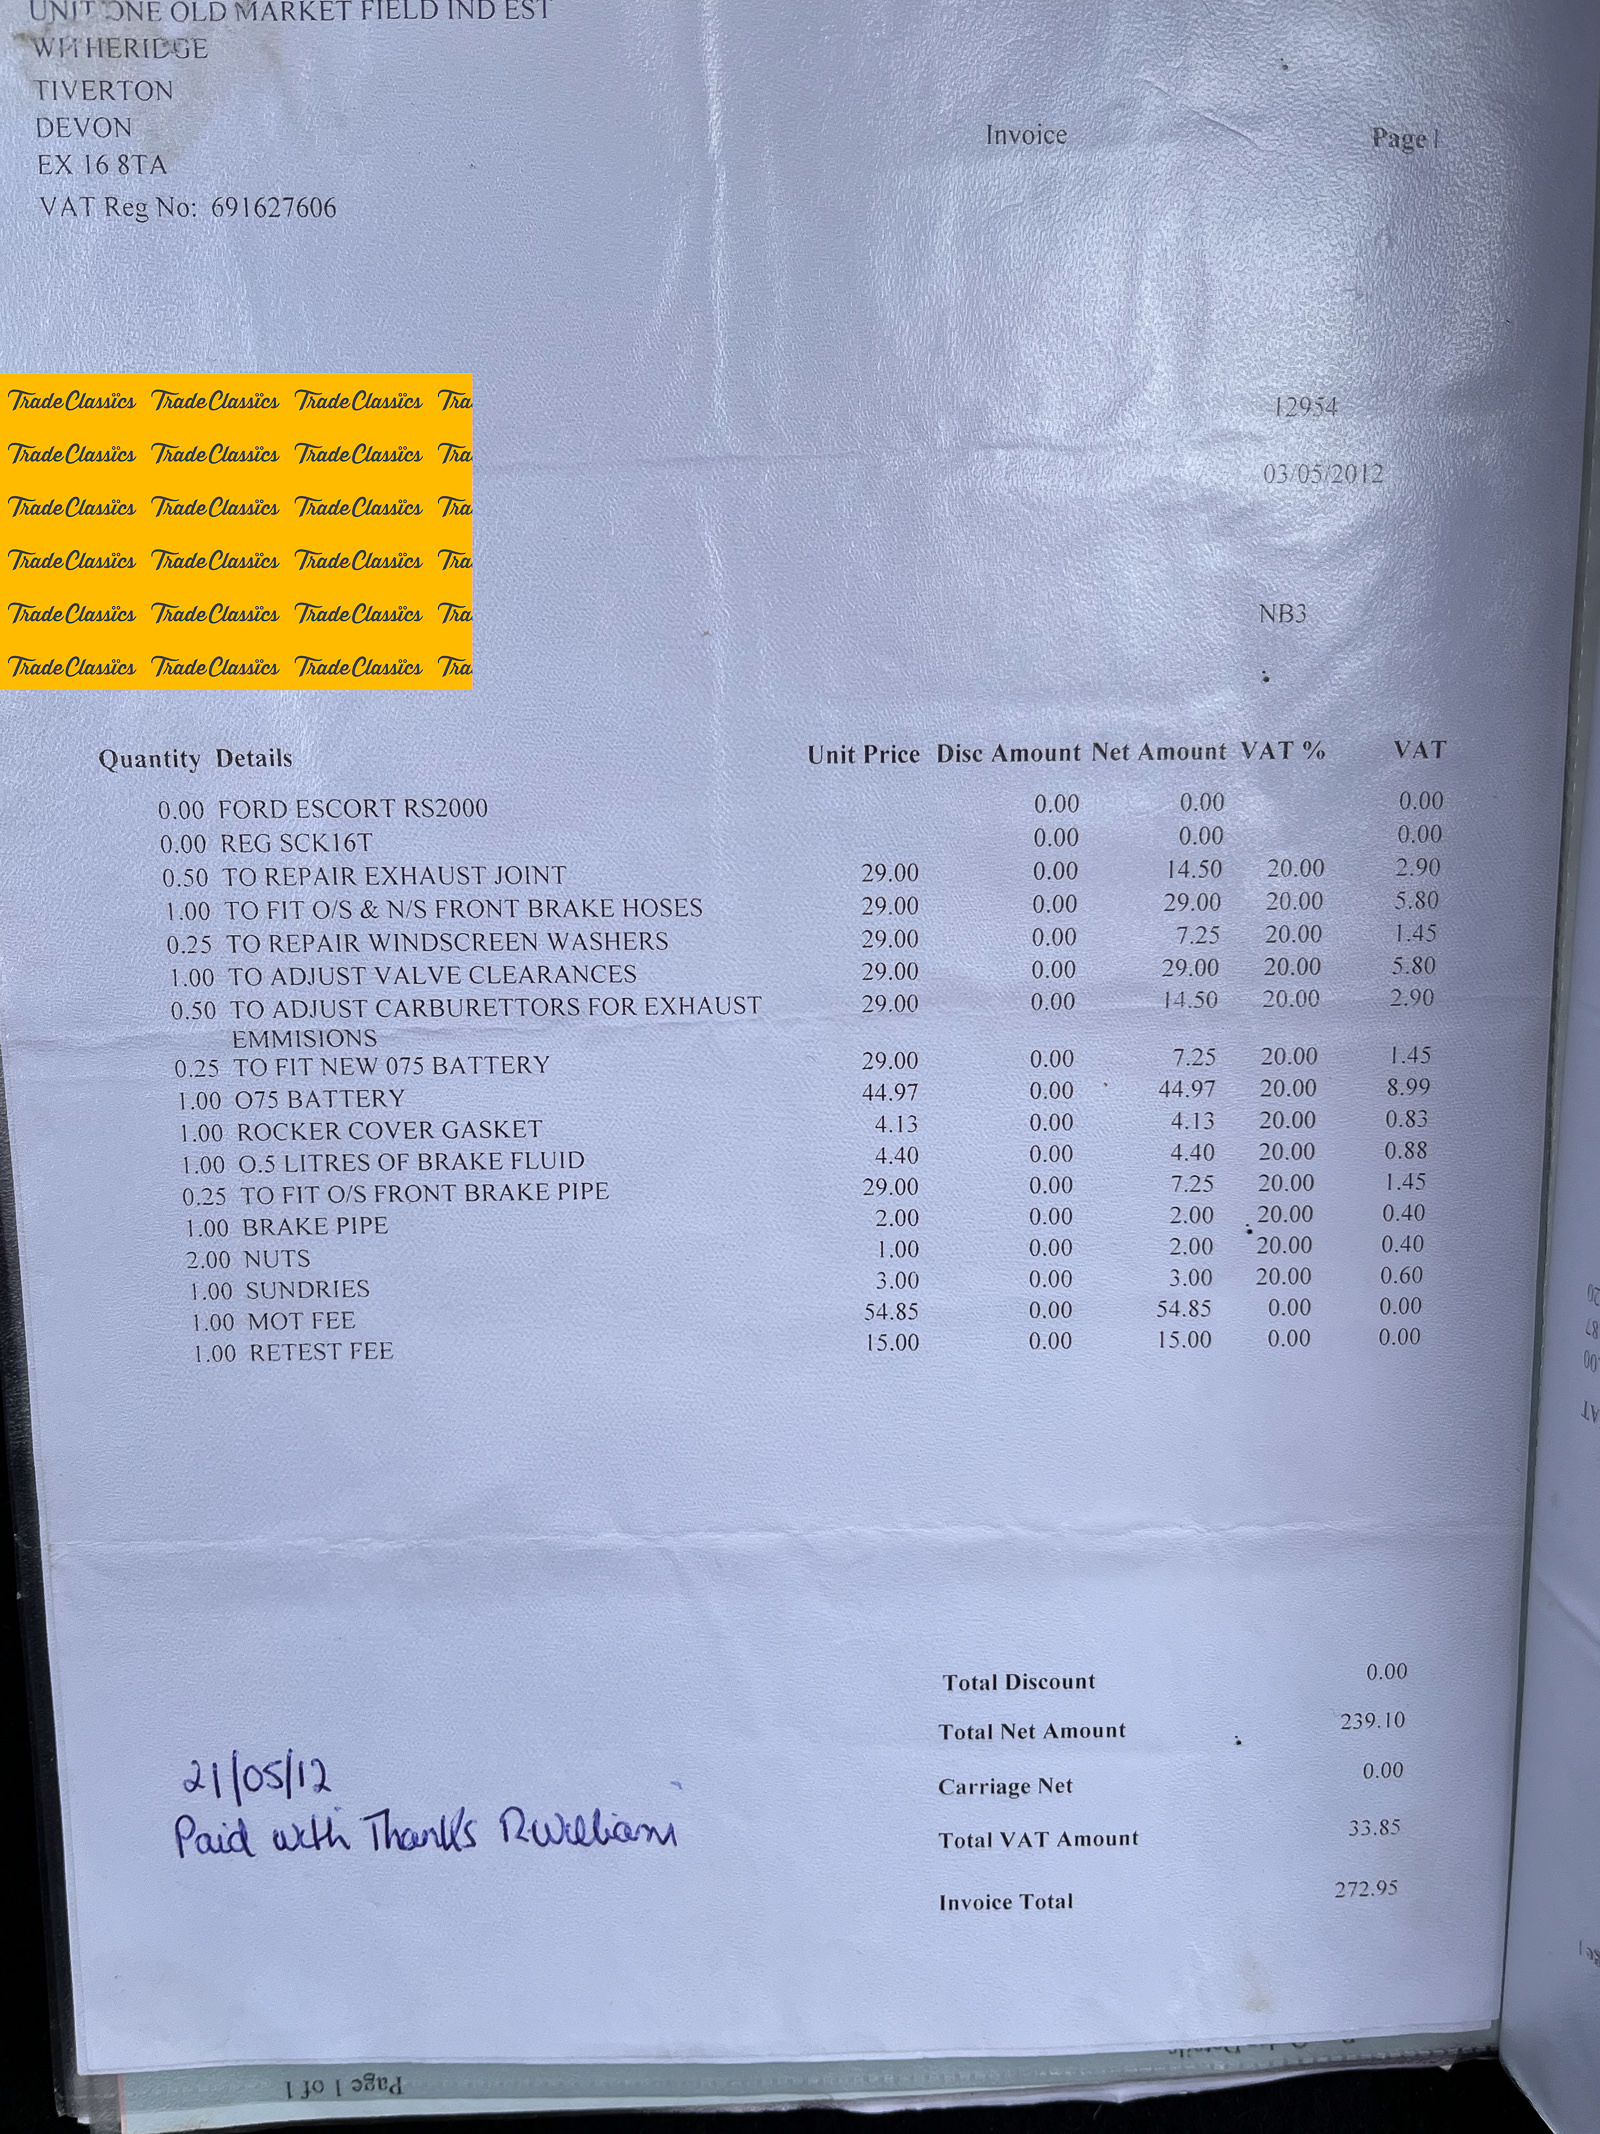 UNIT ONE OLD MARKET FIELD IND EST
WITHERIDGE
TIVERTON
DEVON
EX 16 8TA
VAT Reg No: 691627606
Invoice Page 1
12954
03/05/2012
NB3
TradeClassics TradeClassics TradeClassics Tra
TradeClassics TradeClassics TradeClassics Tra
TradeClassics TradeClassics TradeClassics Tra
TradeClassics TradeClassics TradeClassics Tra
TradeClassics TradeClassics TradeClassics Tra
TradeClassics TradeClassics TradeClassics Tra
Quantity Details Unit Price Disc Amount Net Amount VAT % VAT
0.00 FORD ESCORT RS2000 0.00 0.00 0.00
0.00 REG SCK16T 0.00 0.00 0.00
0.50 TO REPAIR EXHAUST JOINT 29.00 0.00 14.50 20.00 2.90
1.00 TO FIT O/S & N/S FRONT BRAKE HOSES 29.00 0.00 29.00 20.00 5.80
0.25 TO REPAIR WINDSCREEN WASHERS 29.00 0.00 7.25 20.00 1.45
1.00 TO ADJUST VALVE CLEARANCES 29.00 0.00 29.00 20.00 5.80
0.50 TO ADJUST CARBURETTORS FOR EXHAUST 29.00 0.00 14.50 20.00 2.90
EMMISIONS
0.25 TO FIT NEW 075 BATTERY 29.00 0.00 7.25 20.00 1.45
1.00 O75 BATTERY 44.97 0.00 44.97 20.00 8.99
1.00 ROCKER COVER GASKET 4.13 0.00 4.13 20.00 0.83
1.00 O.5 LITRES OF BRAKE FLUID 4.40 0.00 4.40 20.00 0.88
0.25 TO FIT O/S FRONT BRAKE PIPE 29.00 0.00 7.25 20.00 1.45
1.00 BRAKE PIPE 2.00 0.00 2.00 20.00 0.40
2.00 NUTS 1.00 0.00 2.00 20.00 0.40
1.00 SUNDRIES 3.00 0.00 3.00 20.00 0.60
1.00 MOT FEE 54.85 0.00 54.85 0.00 0.00
1.00 RETEST FEE 15.00 0.00 15.00 0.00 0.00
Total Discount 0.00
Total Net Amount 239.10
Carriage Net 0.00
Total VAT Amount 33.85
Invoice Total 272.95
21/05/12
Paid with Thanks R William
Page 1 of 1